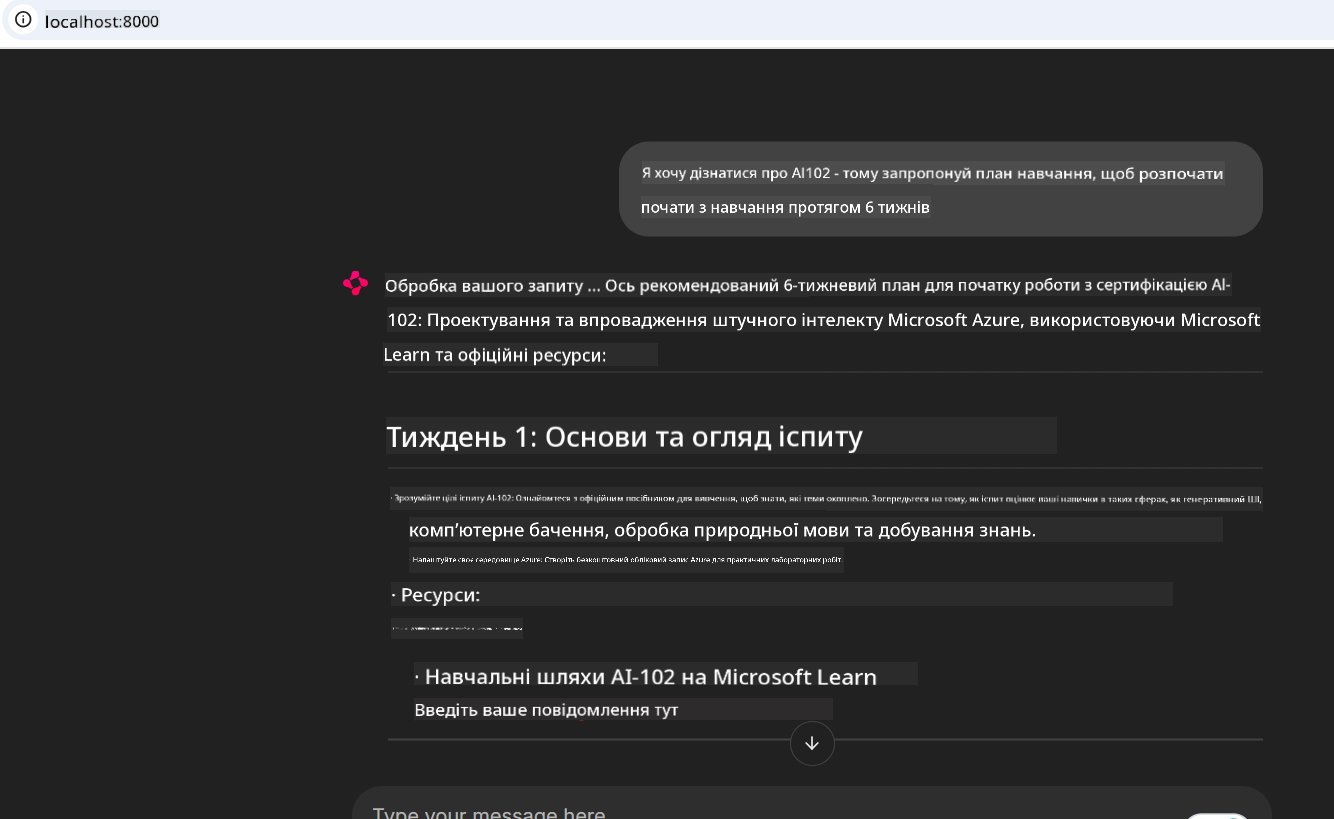 localhost:8000
Я хочу дізнатися про AI102 - тому запропонуй план навчання, щоб розпочати
почати з навчання протягом 6 тижнів
Обробка вашого запиту ... Ось рекомендований 6-тижневий план для початку роботи з сертифікацією AI-
102: Проектування та впровадження штучного інтелекту Microsoft Azure, використовуючи Microsoft
Learn та офіційні ресурси:
Тиждень 1: Основи та огляд іспиту
· Зрозумійте цілі іспиту AI-102: Ознайомтеся з офіційним посібником для вивчення, щоб знати, які теми охоплено. Зосередьтеся на тому, як іспит оцінює ваші навички в таких сферах, як генеративний ШІ,
комп’ютерне бачення, обробка природньої мови та добування знань.
Налаштуйте своє середовище Azure: Створіть безкоштовний обліковий запис Azure для практичних лабораторних робіт.
· Ресурси:
· Навчальні шляхи AI-102 на Microsoft Learn
Введіть ваше повідомлення тут
Type your message here